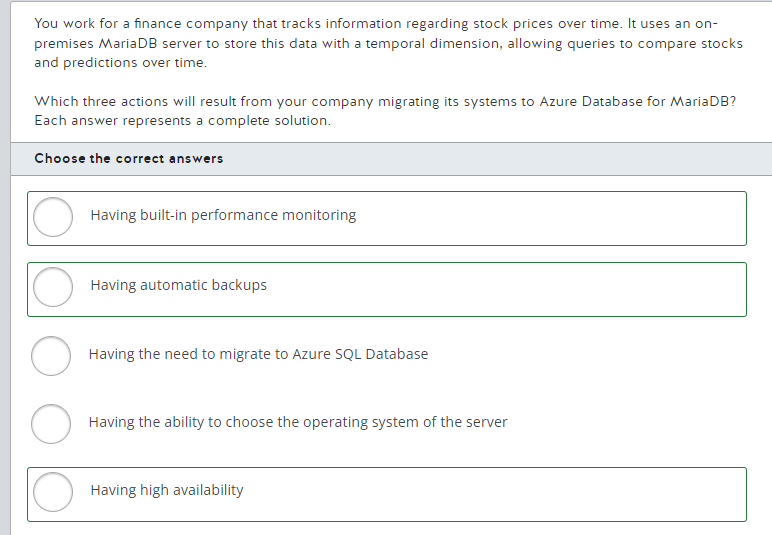 You work for a finance company that tracks information regarding stock prices over time. It uses an on-
premises MariaDB server to store this data with a temporal dimension, allowing queries to compare stocks
and predictions over time.
Which three actions will result from your company migrating its systems to Azure Database for MariaDB?
Each answer represents a complete solution.
Choose the correct answers
Having built-in performance monitoring
Having automatic backups
Having the need to migrate to Azure SQL Database
Having the ability to choose the operating system of the server
Having high availability